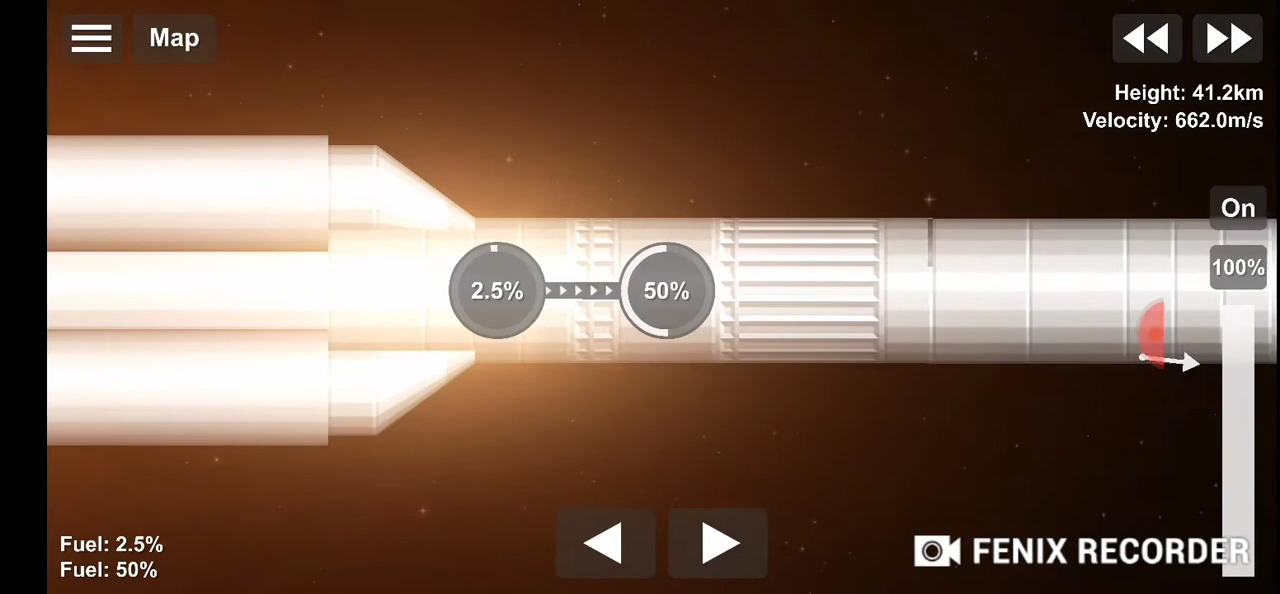 Map
Height: 41.2km
Velocity: 662.0m/s
On
100%
2.5%
50%
Fuel: 2.5%
Fuel: 50%
FENIX RECORDER